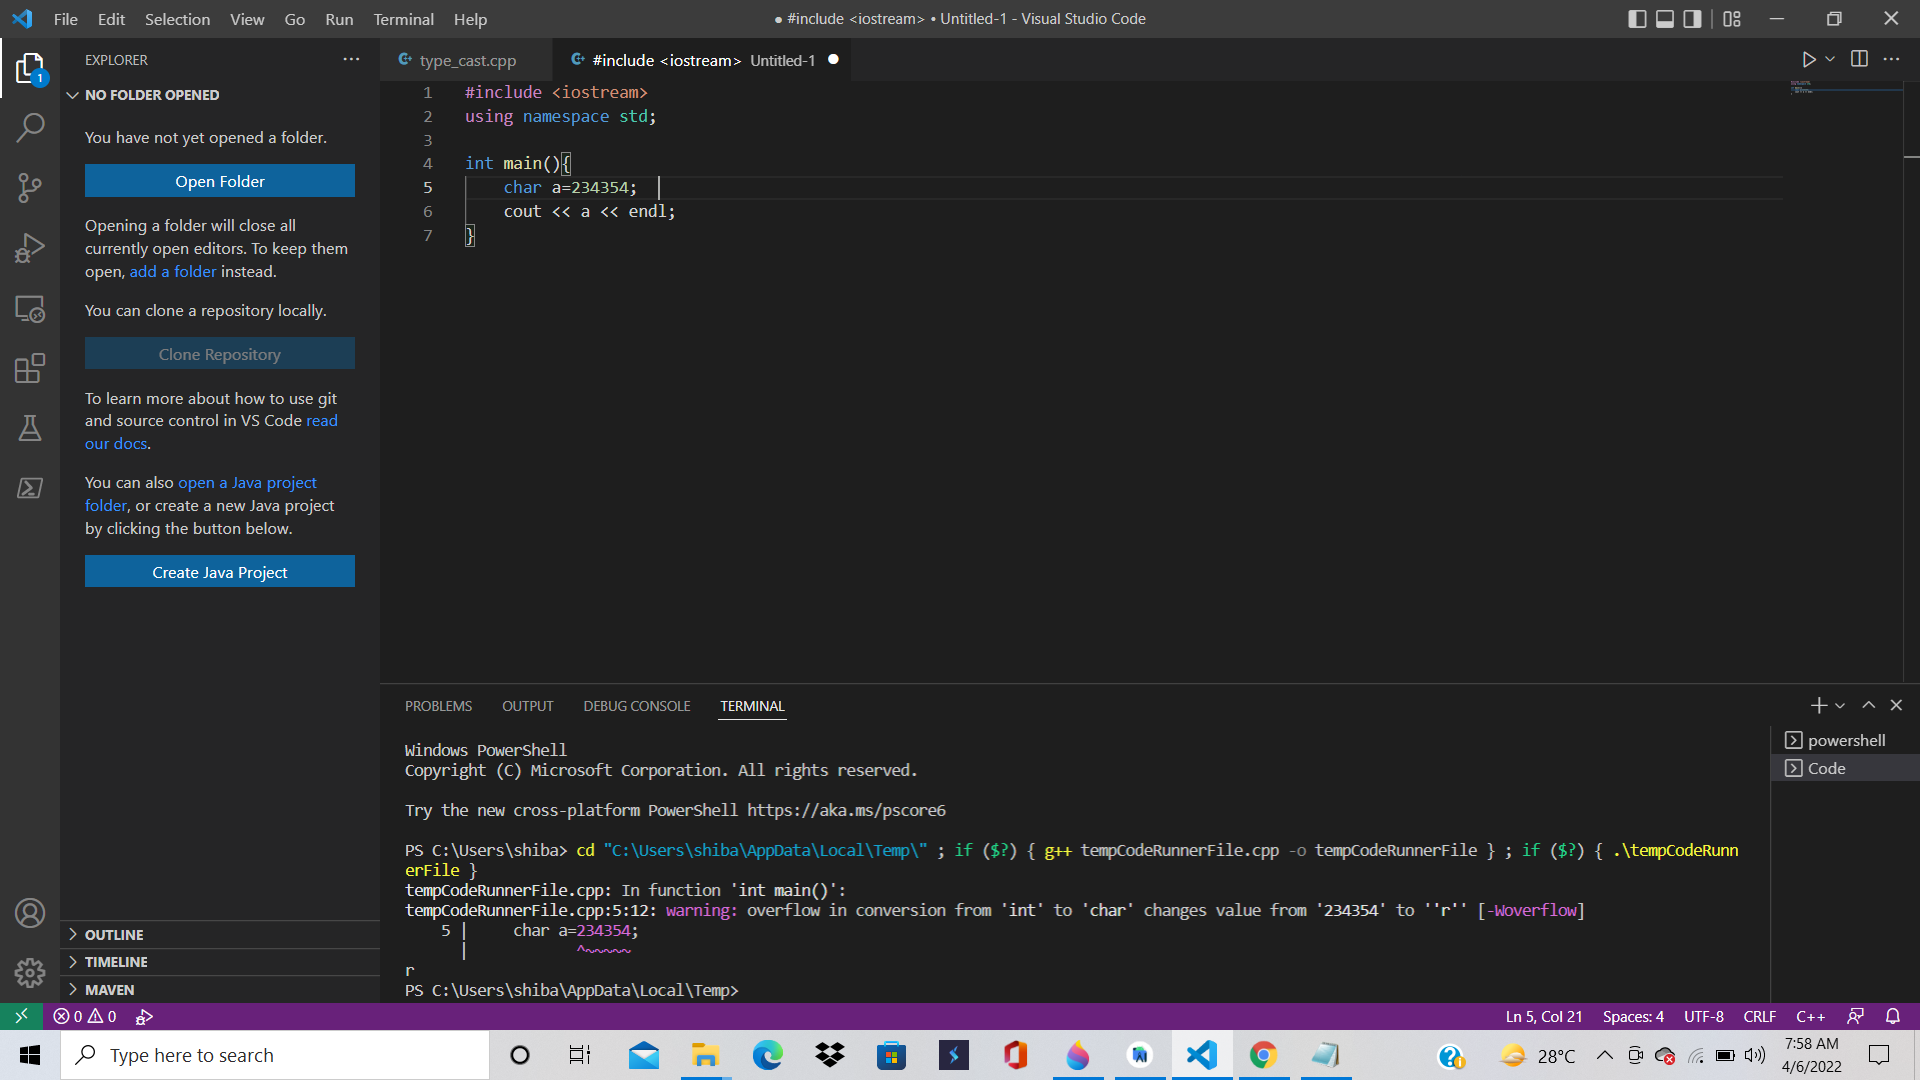 File Edit Selection View Go Run Terminal Help
● #include <iostream> • Untitled-1 - Visual Studio Code
EXPLORER
NO FOLDER OPENED
You have not yet opened a folder.
Open Folder
Opening a folder will close all
currently open editors. To keep them
open, add a folder instead.
You can clone a repository locally.
Clone Repository
To learn more about how to use git
and source control in VS Code read
our docs.
You can also open a Java project
folder, or create a new Java project
by clicking the button below.
Create Java Project
OUTLINE
TIMELINE
MAVEN
1
type_cast.cpp
#include <iostream> Untitled-1
1 #include <iostream>
2 using namespace std;
3
4 int main(){
5 char a=234354;
6 cout << a << endl;
7 }
PROBLEMS OUTPUT DEBUG CONSOLE TERMINAL
Windows PowerShell
Copyright (C) Microsoft Corporation. All rights reserved.
Try the new cross-platform PowerShell https://aka.ms/pscore6
PS C:\Users\shiba> cd "C:\Users\shiba\AppData\Local\Temp\" ; if ($?) { g++ tempCodeRunnerFile.cpp -o tempCodeRunnerFile } ; if ($?) { .\tempCodeRunn
erFile }
tempCodeRunnerFile.cpp: In function 'int main()':
tempCodeRunnerFile.cpp:5:12: warning: overflow in conversion from 'int' to 'char' changes value from '234354' to ''r'' [-Woverflow]
5 | char a=234354;
| ^~~~~~
r
PS C:\Users\shiba\AppData\Local\Temp>
powershell
Code
0 0
Ln 5, Col 21 Spaces: 4 UTF-8 CRLF C++
Type here to search
28°C
7:58 AM
4/6/2022